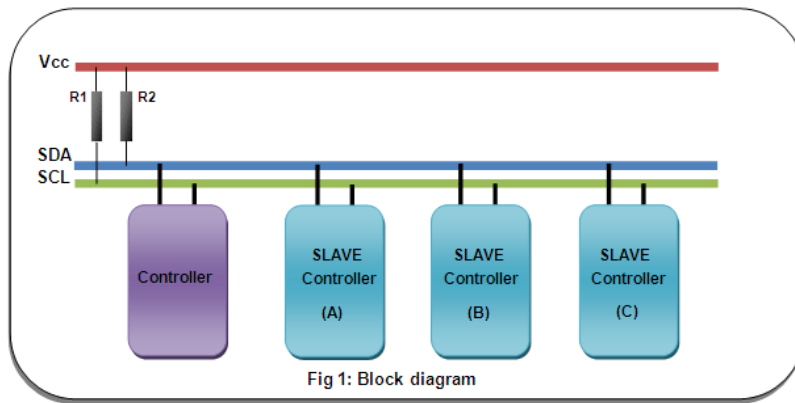 Vcc
R1
R2
SDA
SCL
Controller
SLAVE
Controller
(A)
SLAVE
Controller
(B)
SLAVE
Controller
(C)
Fig 1: Block diagram